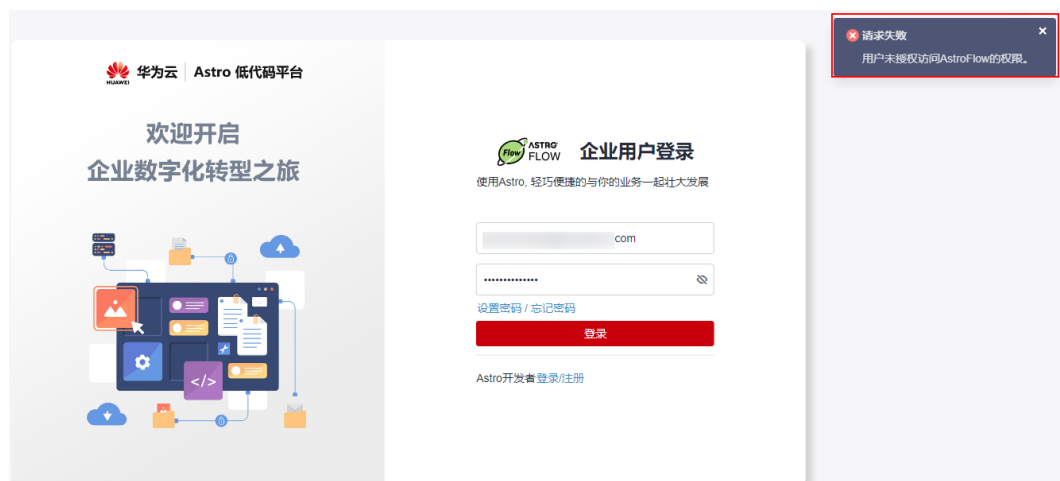 HUAWEI
华为云
Astro 低代码平台
欢迎开启
企业数字化转型之旅
</>
Flow ASTRO FLOW
企业用户登录
使用Astro, 轻巧便捷的与你的业务一起壮大发展
com
••••••••••••••
设置密码 / 忘记密码
登录
Astro开发者登录/注册
请求失败
用户未授权访问AstroFlow的权限。